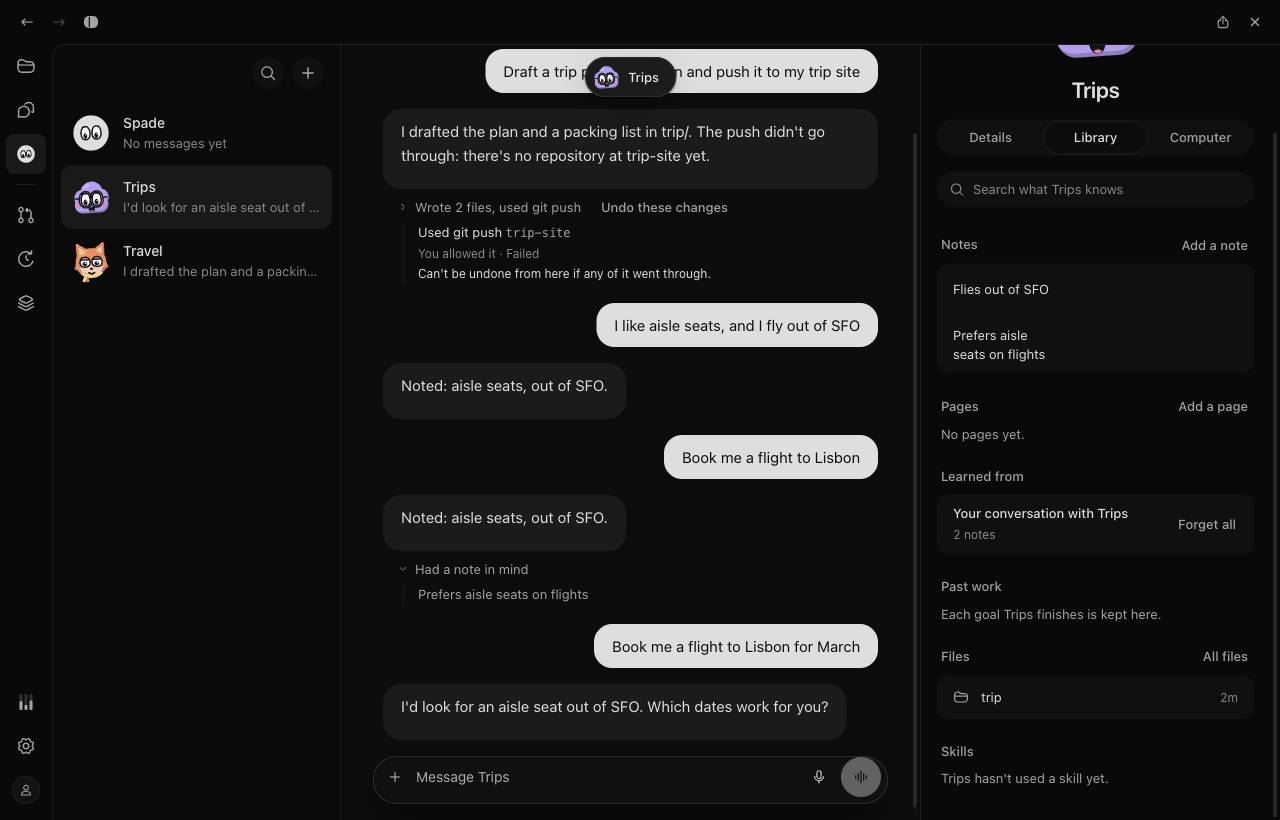 Spade
No messages yet
Trips
I'd look for an aisle seat out of ...
Travel
I drafted the plan and a packin...
Draft a trip p
Trips
n and push it to my trip site
I drafted the plan and a packing list in trip/. The push didn't go
through: there's no repository at trip-site yet.
Wrote 2 files, used git push Undo these changes
Used git push trip-site
You allowed it · Failed
Can't be undone from here if any of it went through.
I like aisle seats, and I fly out of SFO
Noted: aisle seats, out of SFO.
Book me a flight to Lisbon
Noted: aisle seats, out of SFO.
Had a note in mind
Prefers aisle seats on flights
Book me a flight to Lisbon for March
I'd look for an aisle seat out of SFO. Which dates work for you?
Message Trips
Trips
Details Library Computer
Search what Trips knows
Notes Add a note
Flies out of SFO
Prefers aisle
seats on flights
Pages Add a page
No pages yet.
Learned from
Your conversation with Trips
2 notes
Forget all
Past work
Each goal Trips finishes is kept here.
Files All files
trip 2m
Skills
Trips hasn't used a skill yet.